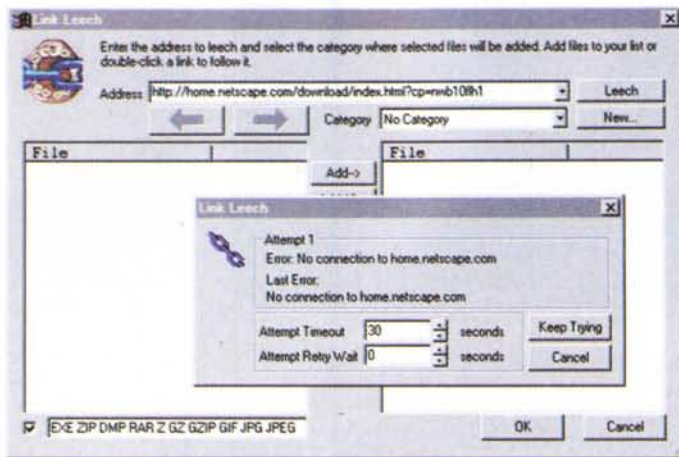 Link Leech
Enter the address to leech and select the category where selected files will be added. Add files to your list or
double-click a link to follow it.
Address http://home.netscape.com/download/index.html?cp=nwb10flh1 Leech
Category No Category New...
File File
Add->
Link Leech
Attempt 1
Error: No connection to home.netscape.com
Last Error:
No connection to home.netscape.com
Attempt Timeout 30 seconds Keep Trying
Attempt Retry Wait 0 seconds Cancel
EXE ZIP DMP RAR Z GZ GZIP GIF JPG JPEG OK Cancel